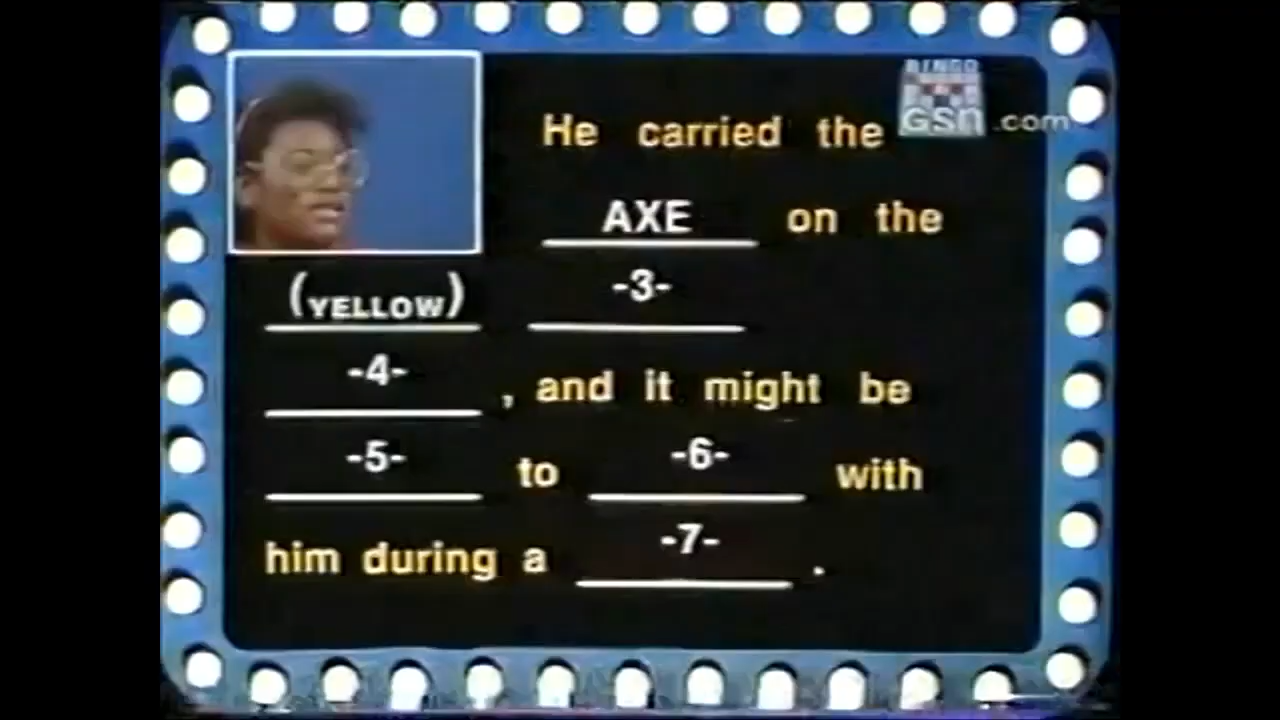 BINGO
GSN.com
He carried the
AXE on the
(YELLOW) -3-
-4- , and it might be
-5- to -6- with
him during a -7- .